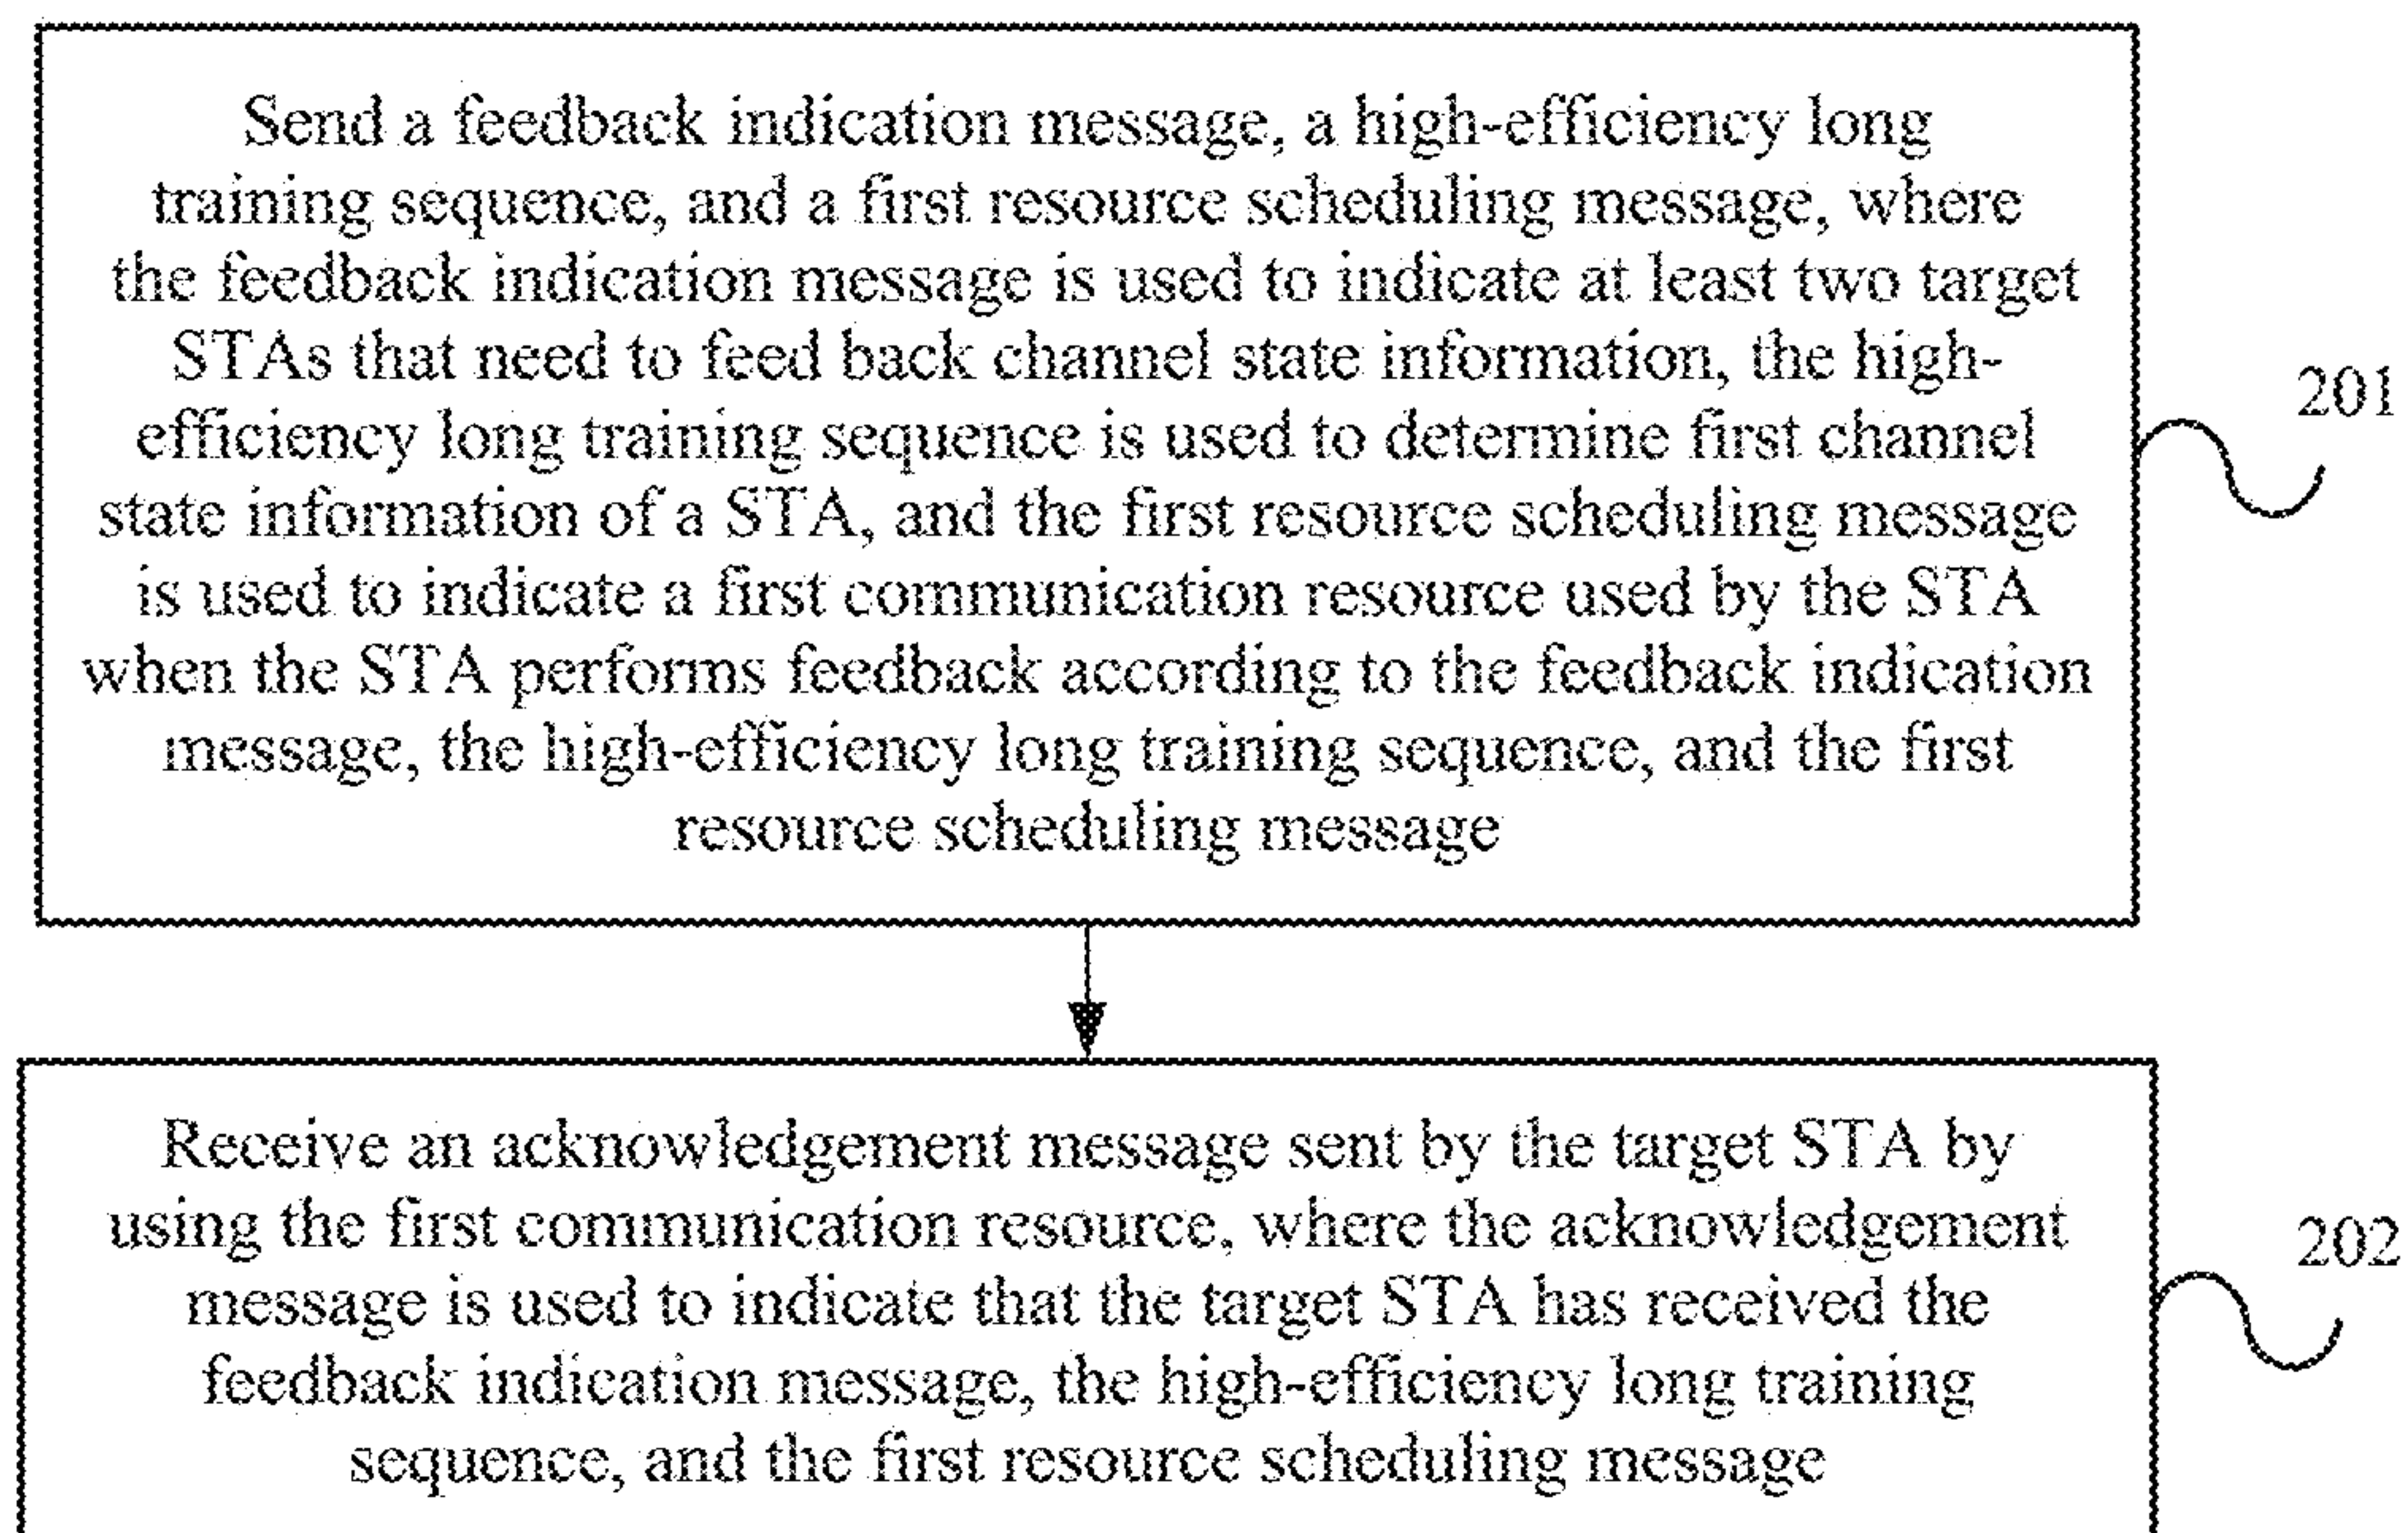 Send a feedback indication message, a high-efficiency long
training sequence, and a first resource scheduling message, where
the feedback indication message is used to indicate at least two target
STAs that need to feed back channel state information, the high-
efficiency long training sequence is used to determine first channel
state information of a STA, and the first resource scheduling message
is used to indicate a first communication resource used by the STA
when the STA performs feedback according to the feedback indication
message, the high-efficiency long training sequence, and the first
resource scheduling message
201
Receive an acknowledgement message sent by the target STA by
using the first communication resource, where the acknowledgement
message is used to indicate that the target STA has received the
feedback indication message, the high-efficiency long training
sequence, and the first resource scheduling message
202